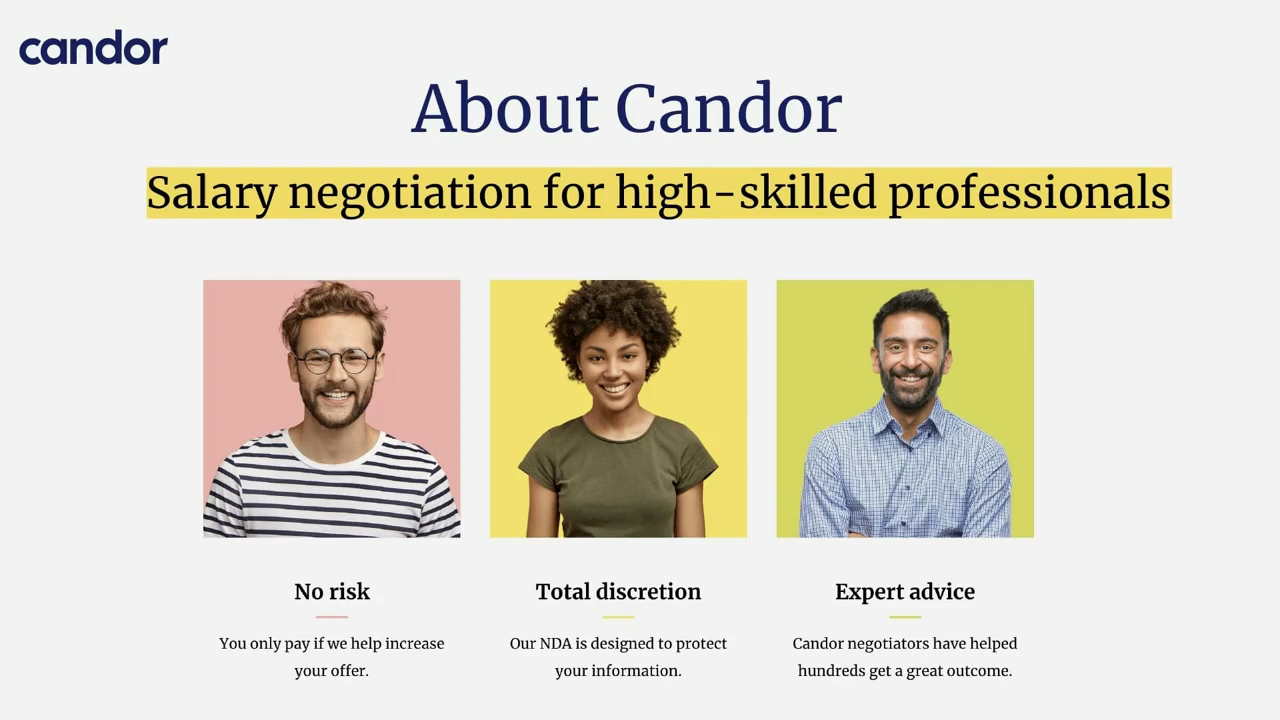 candor
About Candor
Salary negotiation for high-skilled professionals
No risk
You only pay if we help increase
your offer.
Total discretion
Our NDA is designed to protect
your information.
Expert advice
Candor negotiators have helped
hundreds get a great outcome.